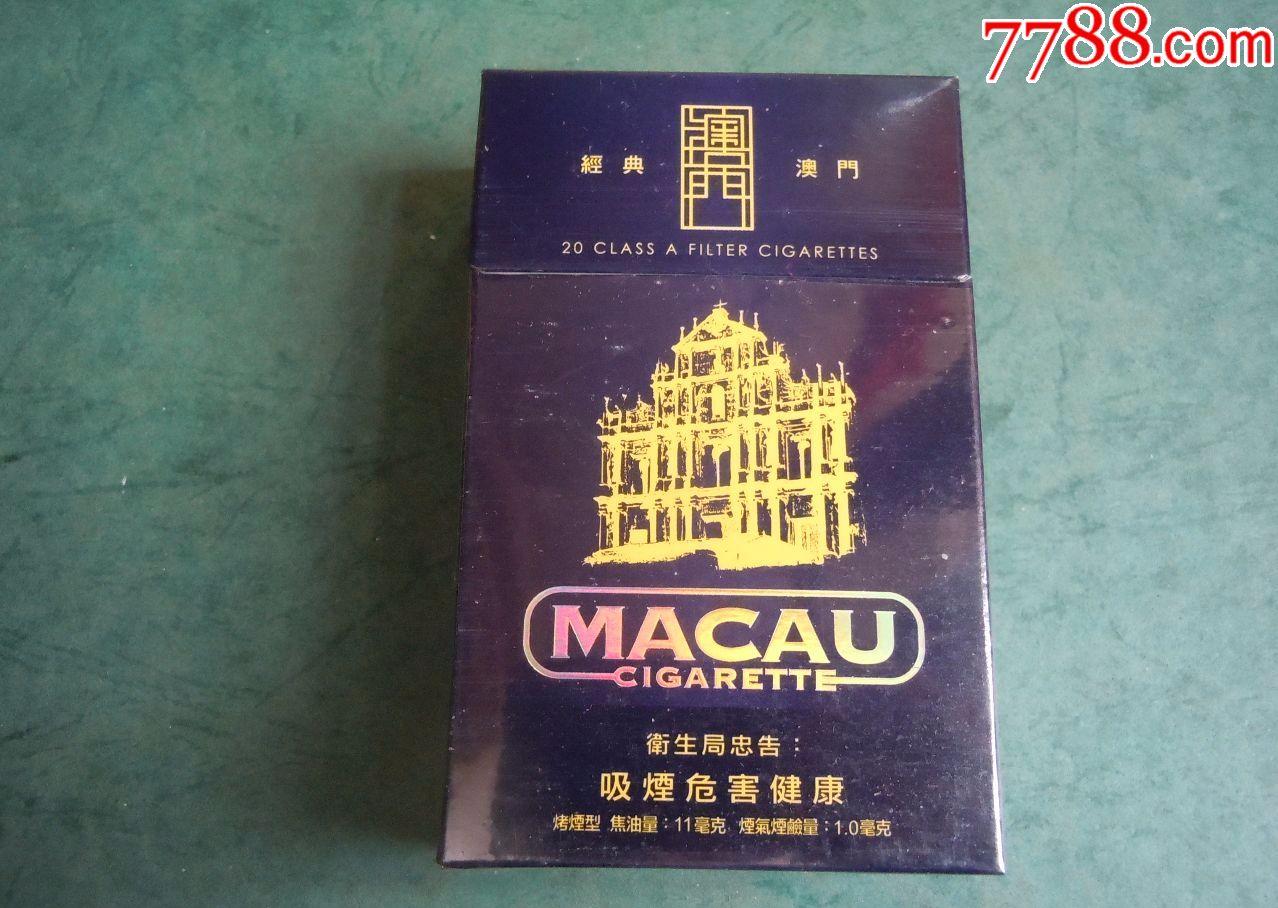 7788.com
經典 澳門 澳門
20 CLASS A FILTER CIGARETTES
MACAU
CIGARETTE
衛生局忠告：
吸煙危害健康
烤煙型 焦油量：11毫克 煙氣煙鹼量：1.0毫克